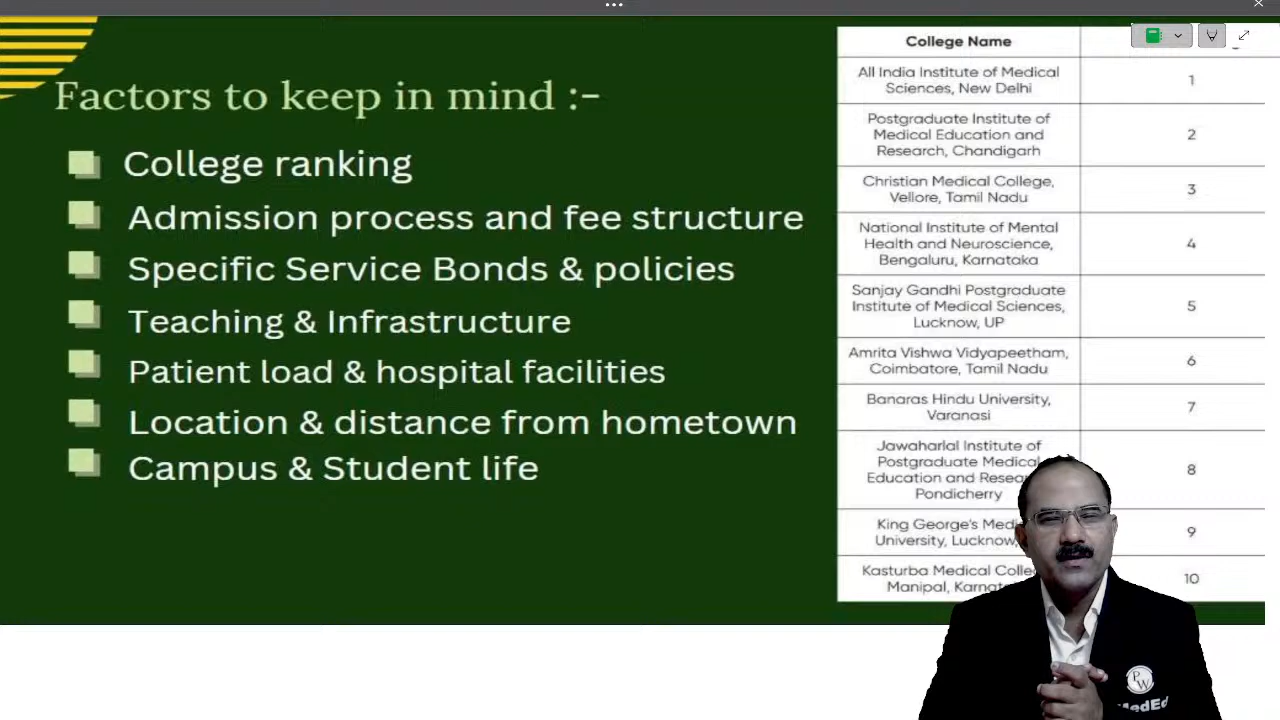 Factors to keep in mind :-
College ranking
Admission process and fee structure
Specific Service Bonds & policies
Teaching & Infrastructure
Patient load & hospital facilities
Location & distance from hometown
Campus & Student life
College Name
All India Institute of Medical
Sciences, New Delhi
1
Postgraduate Institute of
Medical Education and
Research, Chandigarh
2
Christian Medical College,
Vellore, Tamil Nadu
3
National Institute of Mental
Health and Neuroscience,
Bengaluru, Karnataka
4
Sanjay Gandhi Postgraduate
Institute of Medical Sciences,
Lucknow, UP
5
Amrita Vishwa Vidyapeetham,
Coimbatore, Tamil Nadu
6
Banaras Hindu University,
Varanasi
7
Jawaharlal Institute of
Postgraduate Medical
Education and
Pondicherry
8
King George's
University, Lucknow,
9
Kasturba Medical
Manipal,
10
PW
MedEd